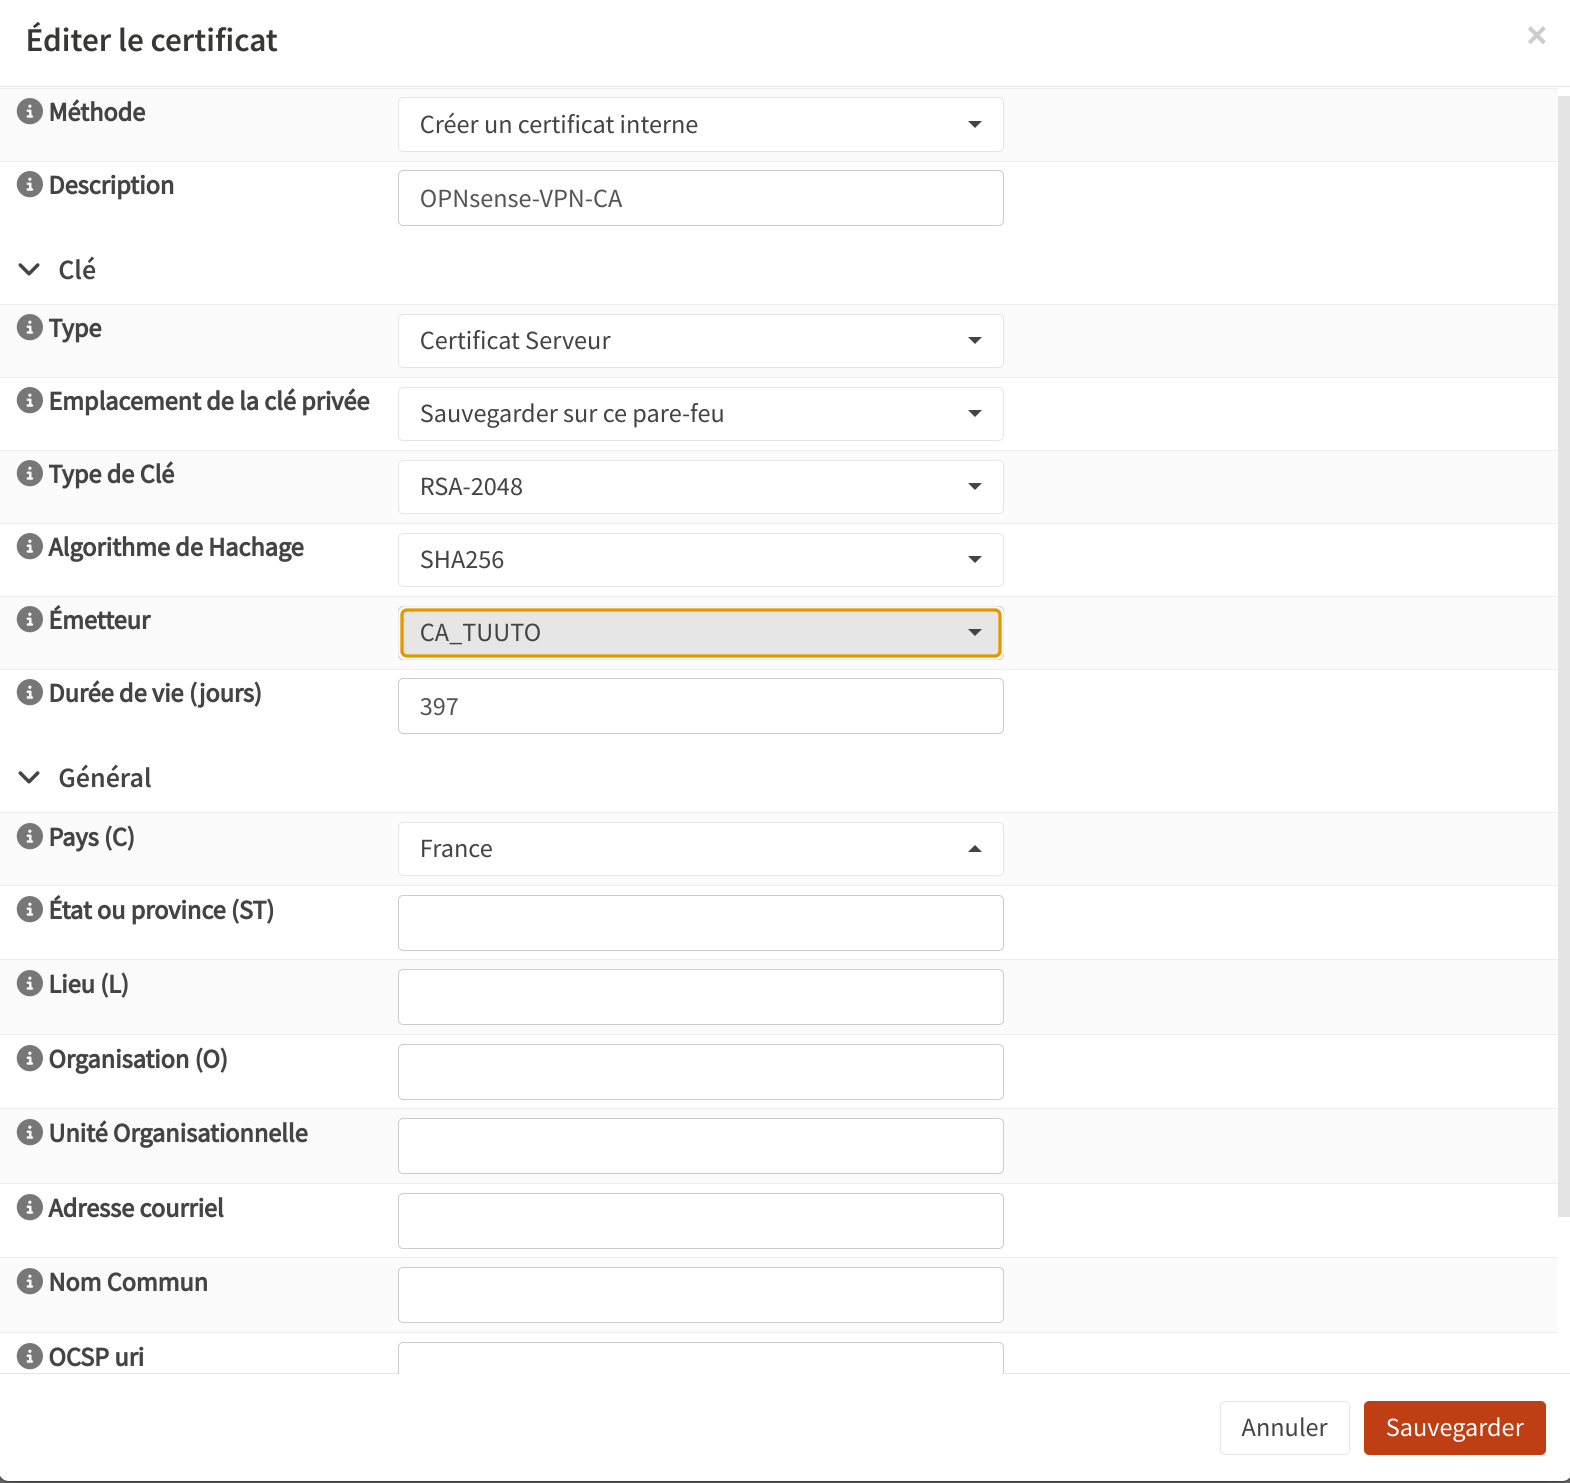 Éditer le certificat
×
Méthode
Créer un certificat interne
Description
OPNsense-VPN-CA
Clé
Type
Certificat Serveur
Emplacement de la clé privée
Sauvegarder sur ce pare-feu
Type de Clé
RSA-2048
Algorithme de Hachage
SHA256
Émetteur
CA_TUUTO
Durée de vie (jours)
397
Général
Pays (C)
France
État ou province (ST)
Lieu (L)
Organisation (O)
Unité Organisationnelle
Adresse courriel
Nom Commun
OCSP uri
Annuler
Sauvegarder